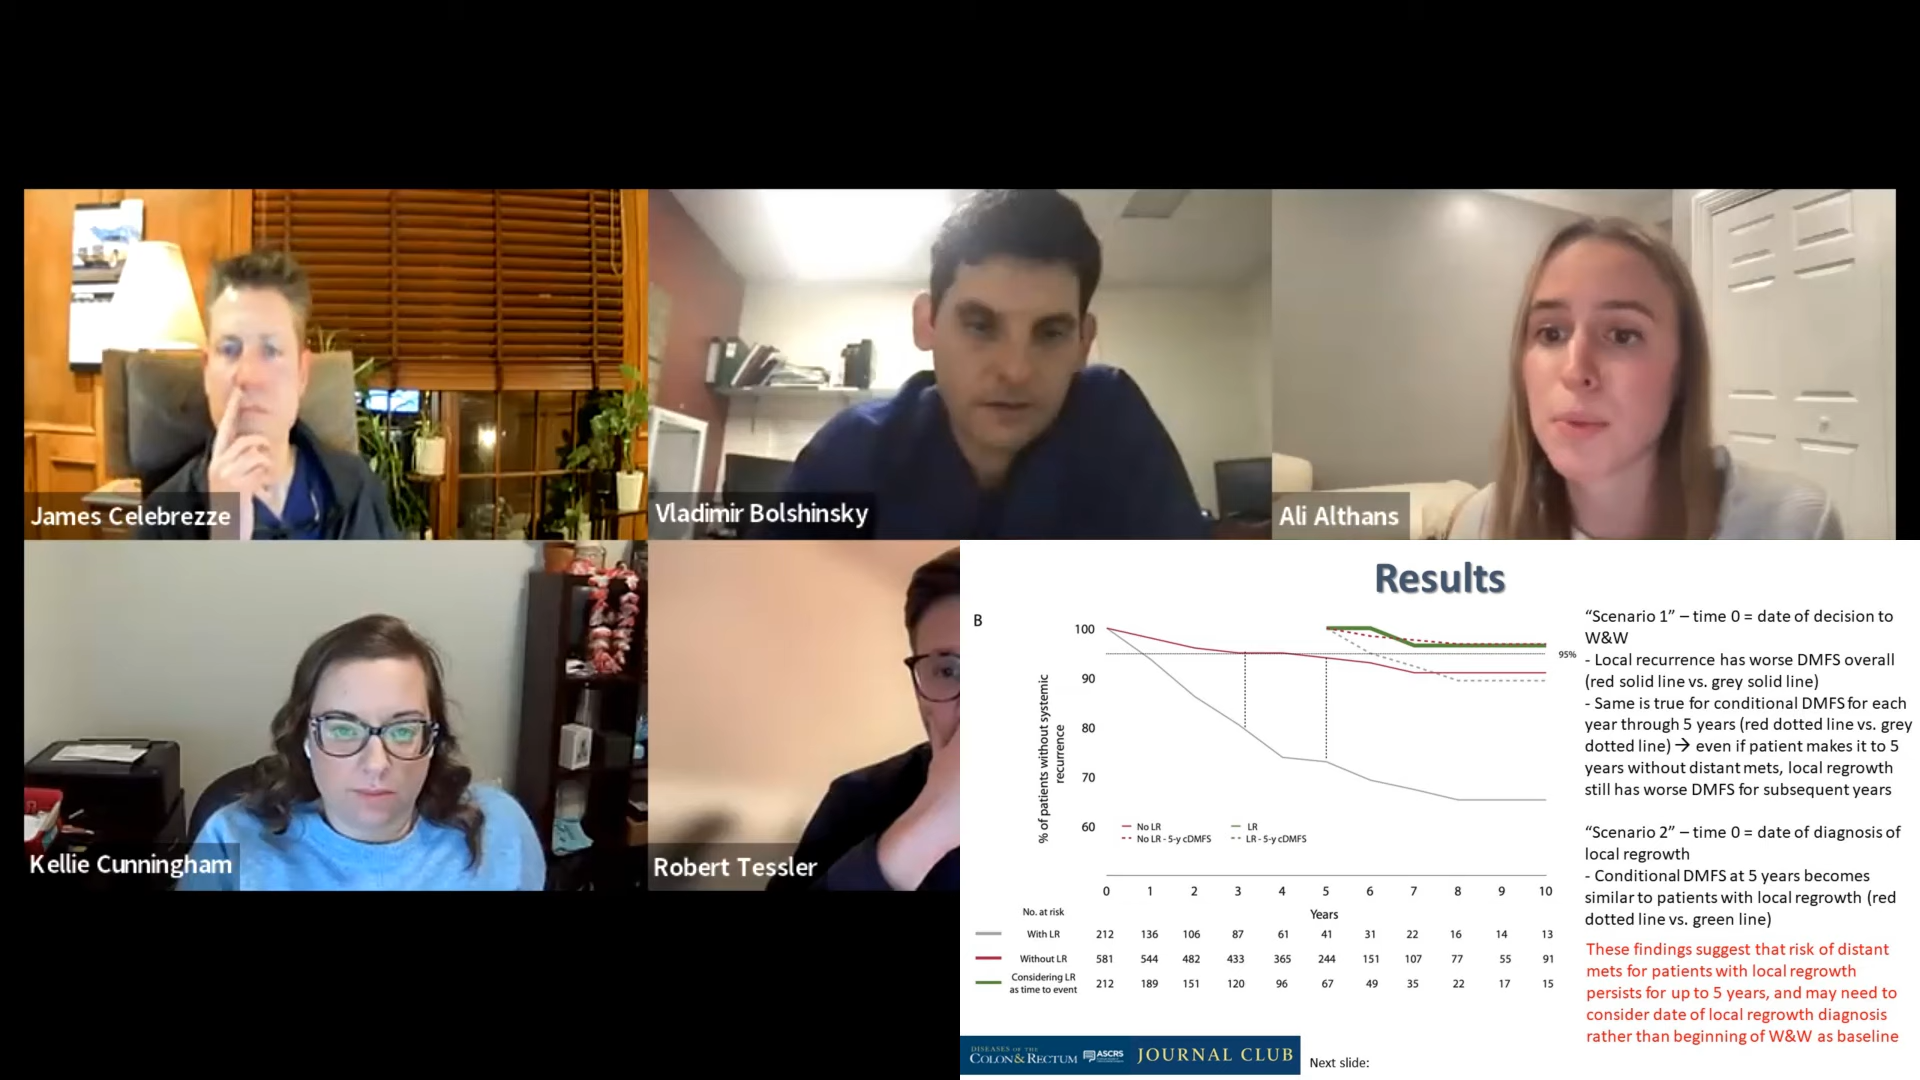 James Celebrezze
Vladimir Bolshinsky
Ali Althans
Kellie Cunningham
Robert Tessler
Results
B
100
90
80
70
60
95%
% of patients without systemic
recurrence
No LR
LR
No LR - 5-y cDMFS
LR - 5-y cDMFS
0 1 2 3 4 5 6 7 8 9 10
No. at risk
Years
With LR 212 136 106 87 61 41 31 22 16 14 13
Without LR 581 544 482 433 365 244 151 107 77 55 91
Considering LR
as time to event 212 189 151 120 96 67 49 35 22 17 15
“Scenario 1” – time 0 = date of decision to
W&W
- Local recurrence has worse DMFS overall
(red solid line vs. grey solid line)
- Same is true for conditional DMFS for each
year through 5 years (red dotted line vs. grey
dotted line) → even if patient makes it to 5
years without distant mets, local regrowth
still has worse DMFS for subsequent years
“Scenario 2” – time 0 = date of diagnosis of
local regrowth
- Conditional DMFS at 5 years becomes
similar to patients with local regrowth (red
dotted line vs. green line)
These findings suggest that risk of distant
mets for patients with local regrowth
persists for up to 5 years, and may need to
consider date of local regrowth diagnosis
rather than beginning of W&W as baseline
DISEASES OF THE
COLON & RECTUM
ASCRS
JOURNAL CLUB
Next slide: